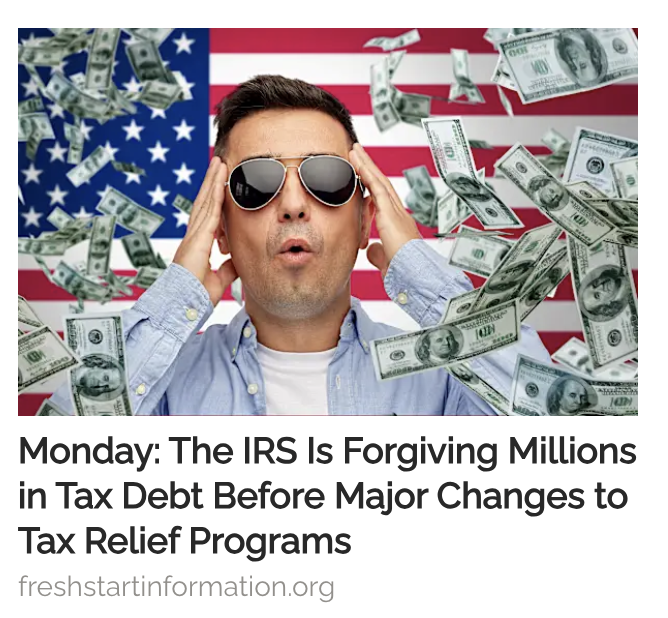 Monday: The IRS Is Forgiving Millions
in Tax Debt Before Major Changes to
Tax Relief Programs
freshstartinformation.org